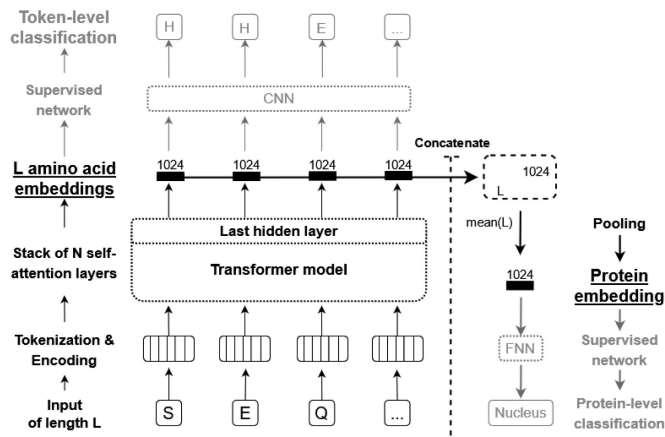 Token-level
classification
H H E ...
Supervised
network
CNN
L amino acid
embeddings
1024 1024 1024 1024
Concatenate
1024
L
Last hidden layer
mean(L)
Pooling
Stack of N self-
attention layers
Transformer model
1024
Protein
embedding
Tokenization &
Encoding
FNN
Supervised
network
Input
of length L
S E Q ...
Nucleus
Protein-level
classification